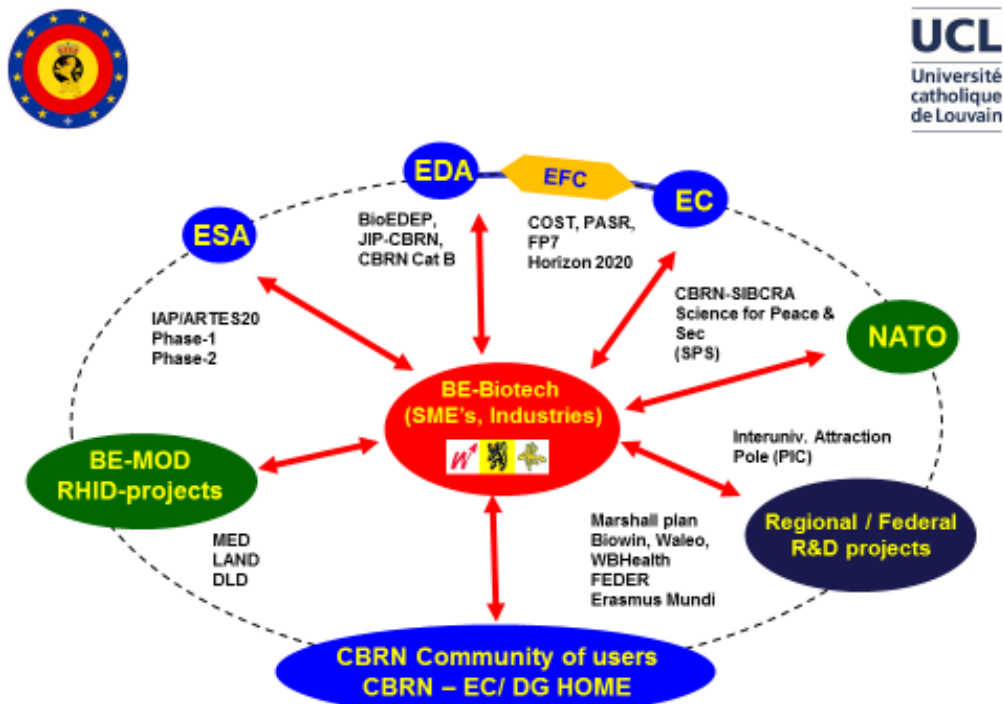 UCL
Université
catholique
de Louvain
EDA
EFC
EC
ESA
BioEDEP,
JIP-CBRN,
CBRN Cat B
COST, PASR,
FP7
Horizon 2020
IAP/ARTES20
Phase-1
Phase-2
CBRN-SIBCRA
Science for Peace &
Sec
(SPS)
NATO
BE-Biotech
(SME's, Industries)
BE-MOD
RHID-projects
Interuniv. Attraction
Pole (PIC)
MED
LAND
DLD
Marshall plan
Biowin, Waleo,
WBHealth
FEDER
Erasmus Mundi
Regional / Federal
R&D projects
CBRN Community of users
CBRN – EC/ DG HOME